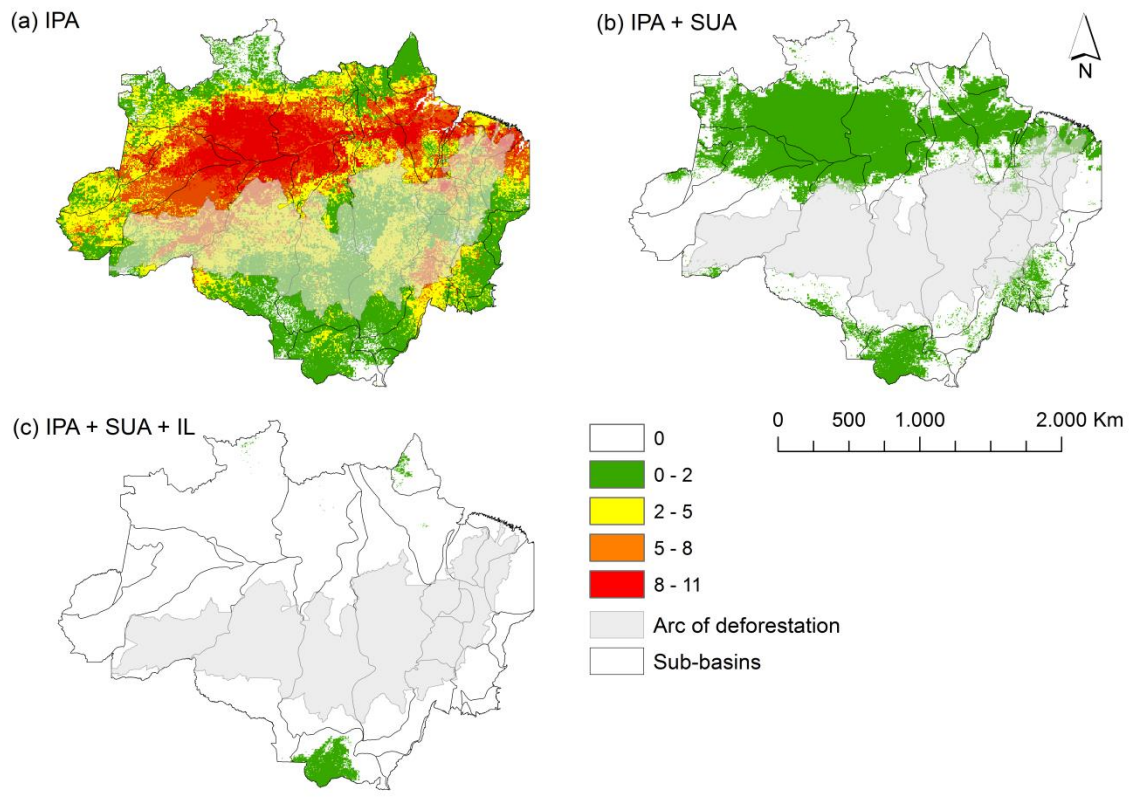 (a) IPA
(b) IPA + SUA
N
(c) IPA + SUA + IL
0 500 1.000 2.000 Km
0
0 - 2
2 - 5
5 - 8
8 - 11
Arc of deforestation
Sub-basins